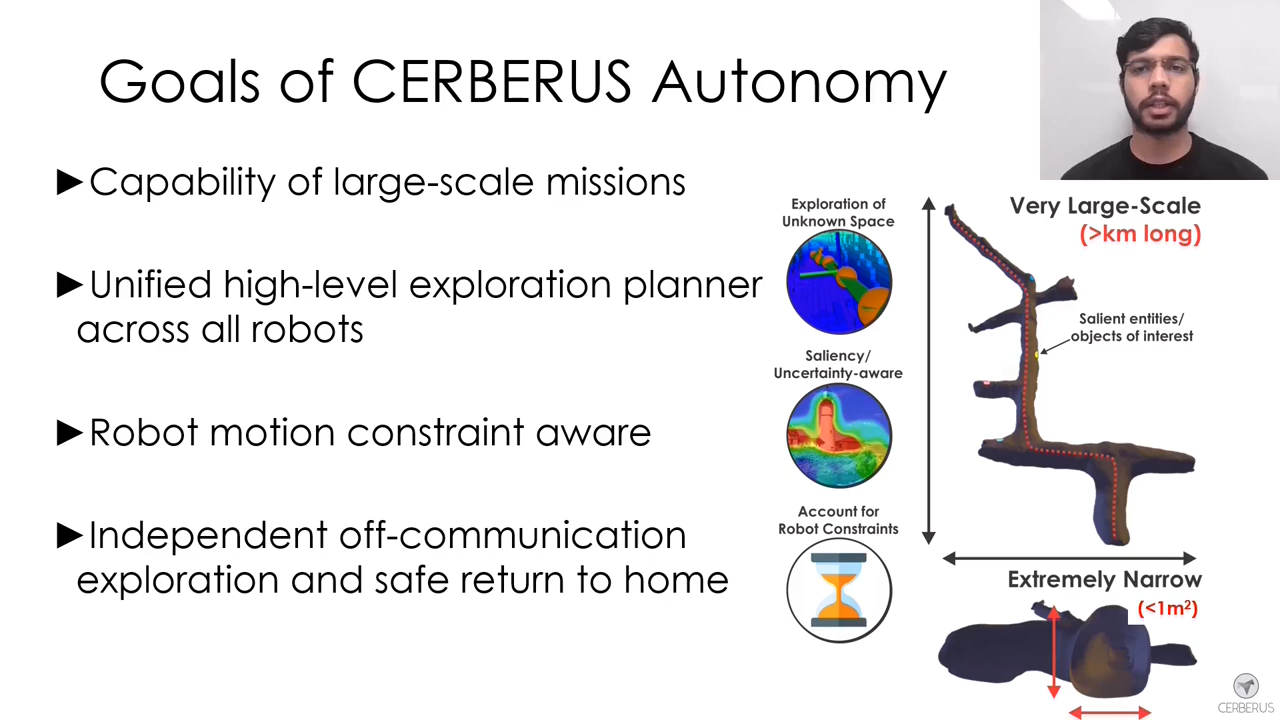 Goals of CERBERUS Autonomy
►Capability of large-scale missions
►Unified high-level exploration planner
across all robots
►Robot motion constraint aware
►Independent off-communication
exploration and safe return to home
Exploration of
Unknown Space
Saliency/
Uncertainty-aware
Account for
Robot Constraints
Very Large-Scale
(>km long)
Salient entities/
objects of interest
Extremely Narrow
(<1m²)
CERBERUS